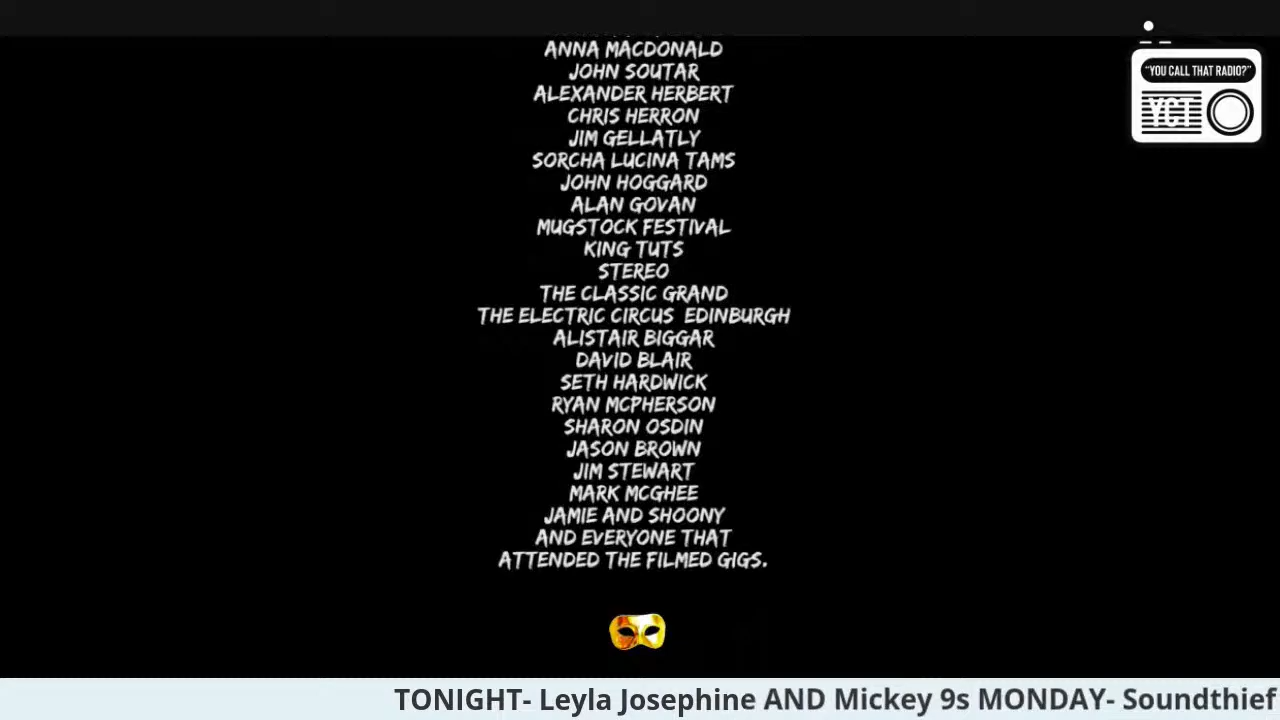 ANNA MACDONALD
JOHN SOUTAR
ALEXANDER HERBERT
CHRIS HERRON
JIM GELLATLY
SORCHA LUCINA TAMS
JOHN HOGGARD
ALAN GOVAN
MUGSTOCK FESTIVAL
KING TUTS
STEREO
THE CLASSIC GRAND
THE ELECTRIC CIRCUS EDINBURGH
ALISTAIR BIGGAR
DAVID BLAIR
SETH HARDWICK
RYAN MCPHERSON
SHARON OSDIN
JASON BROWN
JIM STEWART
MARK MCGHEE
JAMIE AND SHOONY
AND EVERYONE THAT
ATTENDED THE FILMED GIGS.
"YOU CALL THAT RADIO?"
YCT
TONIGHT- Leyla Josephine AND Mickey 9s MONDAY- Soundthief